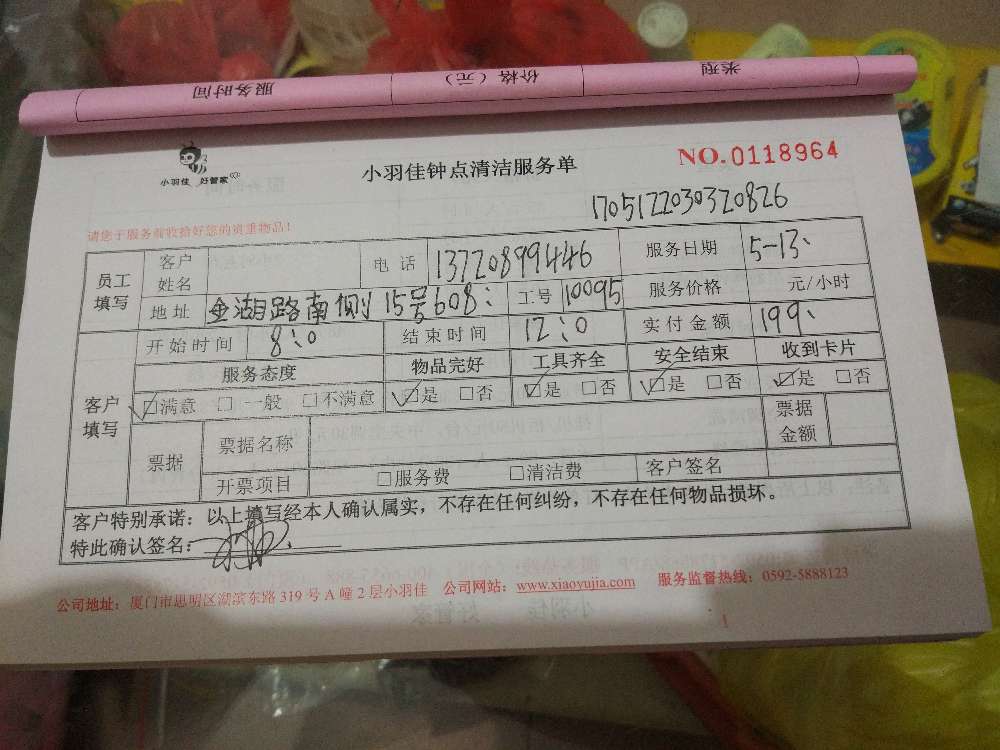 类型 价格（元） 服务时间
小羽佳 好管家
小羽佳钟点清洁服务单
NO.0118964
170512203032 0826
请您于服务前收拾好您的贵重物品！
员工填写 客户姓名 电话 13720899446 服务日期 5-13、
地址 金湖路南侧15号608: 工号 10095 服务价格 元/小时
开始时间 8:0 结束时间 12:0 实付金额 199、
客户填写 服务态度 物品完好 工具齐全 安全结束 收到卡片
☑满意 □一般 □不满意 ☑是 □否 ☑是 □否 ☑是 □否 ☑是 □否
票据 票据名称 票据金额
开票项目 □服务费 □清洁费 客户签名
客户特别承诺：以上填写经本人确认属实，不存在任何纠纷，不存在任何物品损坏。
特此确认签名：
公司地址：厦门市思明区湖滨东路319号A幢2层小羽佳 公司网站：www.xiaoyujia.com 服务监督热线：0592-5888123